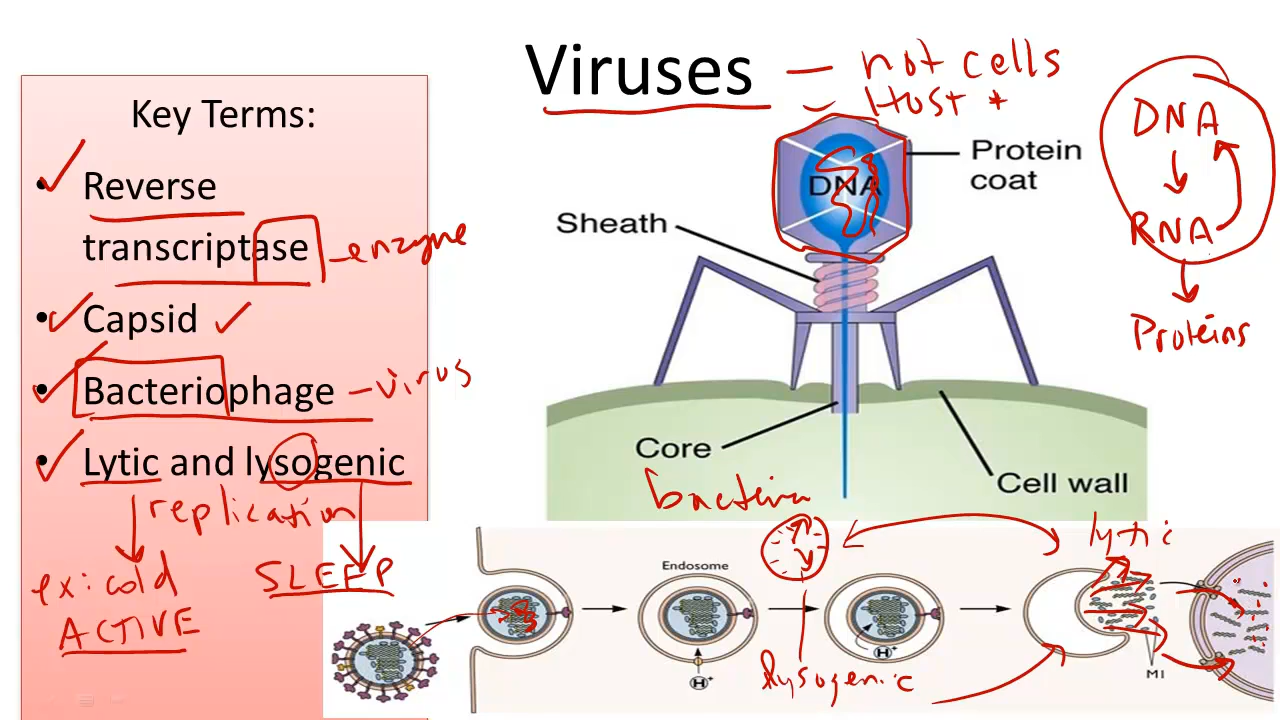 Viruses — not cells
– Host *
Key Terms:
• Reverse
transcriptase – enzyme
• Capsid
• Bacteriophage – virus
• Lytic and lysogenic
replication
ex: cold
ACTIVE
SLEEP
DNA
Protein
coat
Sheath
Core
Cell wall
bacteria
DNA
RNA
Proteins
Endosome
H+
H+
lysogenic
lytic
M1